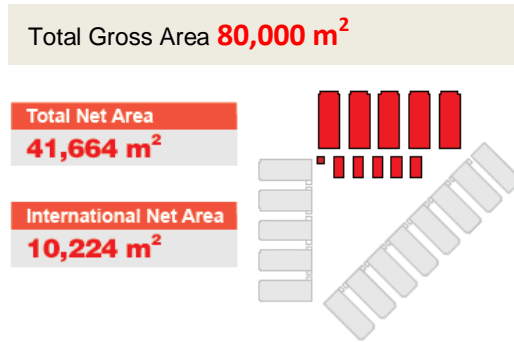 Total Gross Area 80,000 m²
Total Net Area
41,664 m²
International Net Area
10,224 m²